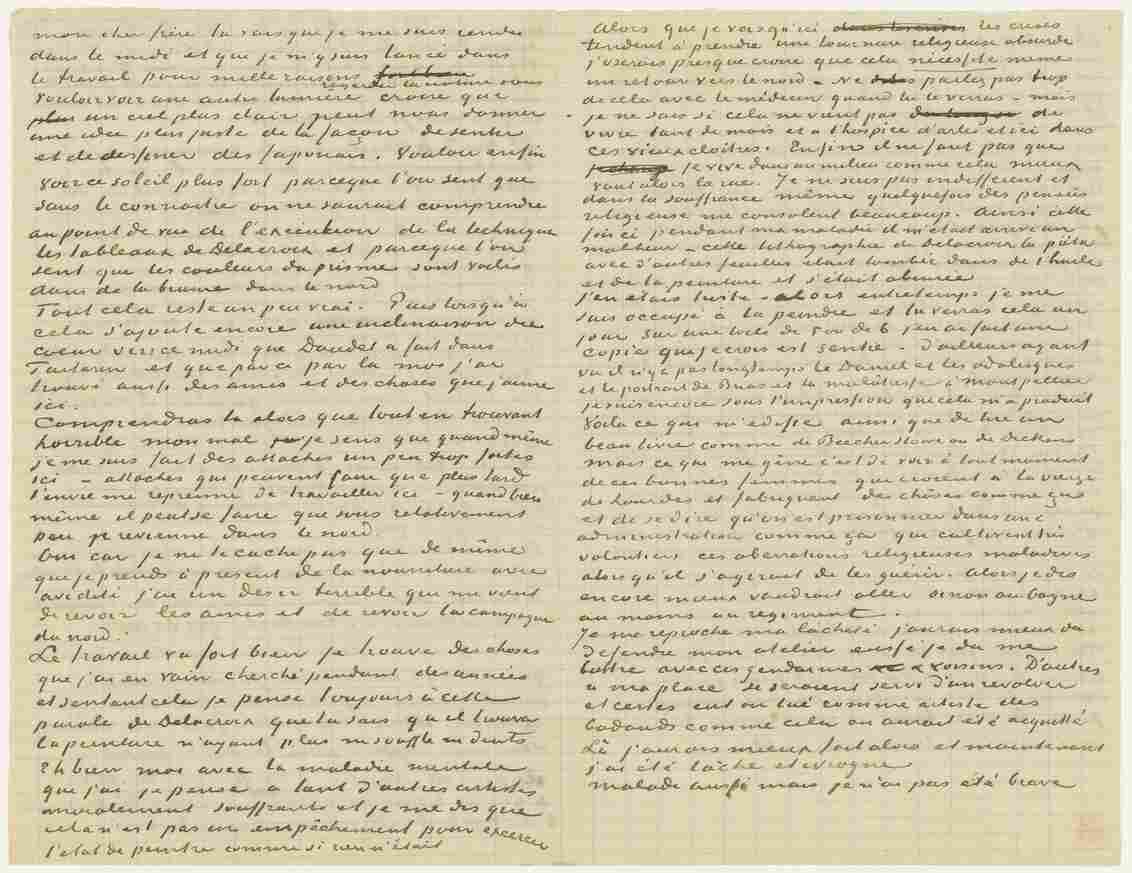 mon cher frère tu sais que je me suis rendu
dans le midi et que je m'y suis lancé dans
le travail pour mille raisons
regarder la nature sous
Vouloir voir une autre lumière croire que
un ciel plus clair peut nous donner
une idée plus juste de la façon de sentir
et de dessiner des Japonais. Vouloir enfin
voir ce soleil plus fort parceque l'on sent que
sans le connaitre on ne saurait comprendre
au point de vue de l'exécution de la technique
les tableaux de Delacroix et parceque l'on
sent que les couleurs du prisme sont voilés
dans de la brume dans le nord
Tout cela reste un peu vrai. Puis lorsqu'à
cela s'ajoute encore une inclinaison du
coeur vers ce midi que Daudet a fait dans
Tartarin et que par ci par là moi j'ai
trouvé aussi des amis et des choses que j'aime
ici.
Comprendras tu alors que tout en trouvant
horrible mon mal je sens que quand même
je me suis fait des attaches un peu trop fortes
ici – attaches qui peuvent faire que plus tard
l'envie me reprenne de travailler ici – quand bien
même il peut se faire que sous relativement
peu je revienne dans le nord.
Oui car je ne te cache pas que de même
que je prends à present de la nourriture avec
avidité j'ai un desir terrible qui me vient
de revoir les amis et de revoir la campagne
du nord.
Le travail va fort bien je trouve des choses
que j'ai en vain cherché pendant des années
et sentant cela je pense toujours à cette
parole de Delacroix que tu sais qu'il trouva
la peinture n'ayant plus ni souffle ni dents
Eh bien moi avec la maladie mentale
que j'ai je pense a tant d'autres artistes
moralement souffrants et je me dis que
cela n'est pas un empêchement pour exercer
l'etat de peintre comme si rien n'était
Alors que je vois qu'ici les crises
tendent à prendre une tournure religieuse absurde
j'oserais presque croire que cela nécessite meme
un retour vers le nord – Ne parlez pas trop
de cela avec le médecin quand tu le verras – mais
je ne sais si cela ne vient pas de
vivre tant de mois et à l'hospice d'arles et ici dans
ces vieux cloîtres. Enfin il ne faut pas que
je vive dans un milieu comme cela mieux
vaut alors la rue. Je ne suis pas indifférent et
dans la souffrance même quelquefois des pensées
religieuse me consolent beaucoup. Ainsi cette
fois ci pendant ma maladie il m'était arrive un
malheur – cette lithographie de Delacroix la pieta
avec d'autres feuilles etait tombée dans de l'huile
et de la peinture et s'était abimée
j'en étais triste – alors entretemps je me
suis occupé à la peindre et tu verras cela un
jour sur une toile de 5 ou de 6 j'en ai fait une
copie que je crois est sentie – D'ailleurs ayant
vu il n'y a pas longtemps le Daniel et les odalisques
et le portrait de Brias et la mulâtresse à Montpellier
je suis encore sous l'impression que cela m'a produit
Voila ce qui m'édifie ainsi que de lire un
beau livre comme de Beecher Stowe ou de Dickens
mais ce qui me gêne c'est de voir à tout moment
de ces bonnes femmes qui croient a la vierge
de Lourdes et fabriquent des chôses comme ça
et de se dire qu'on est prisonnier dans une
administration comme ça qui cultivent très
volontiers ces aberrations religieuses maladives
alors qu'il s'agirait de les guérir. Alors je dis
encore mieux vaudrait aller sinon au bagne
au moins au regiment.
Je me reproche ma lâcheté j'aurais mieux dû
défendre mon atelier eussé je du me
battre avec ces gendarmes & voisins. D'autres
a ma place se seraient servi d'un revolver
et certes eut on tué comme artiste des
badauds comme cela on aurait été acquitté
Là j'aurais mieux fait alors et maintenant
j'ai été lâche et ivrogne
malade aussi mais je n'ai pas été brave